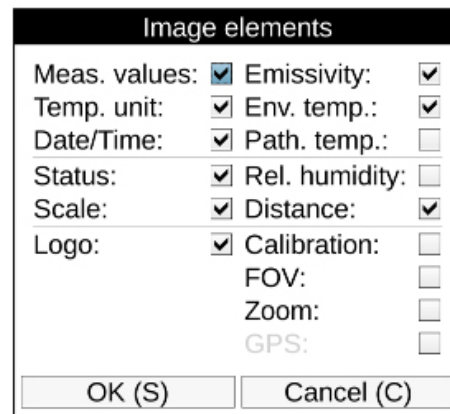 Image elements
Meas. values: Emissivity:
Temp. unit: Env. temp.:
Date/Time: Path. temp.:
Status: Rel. humidity:
Scale: Distance:
Logo: Calibration:
FOV:
Zoom:
GPS:
OK (S) Cancel (C)